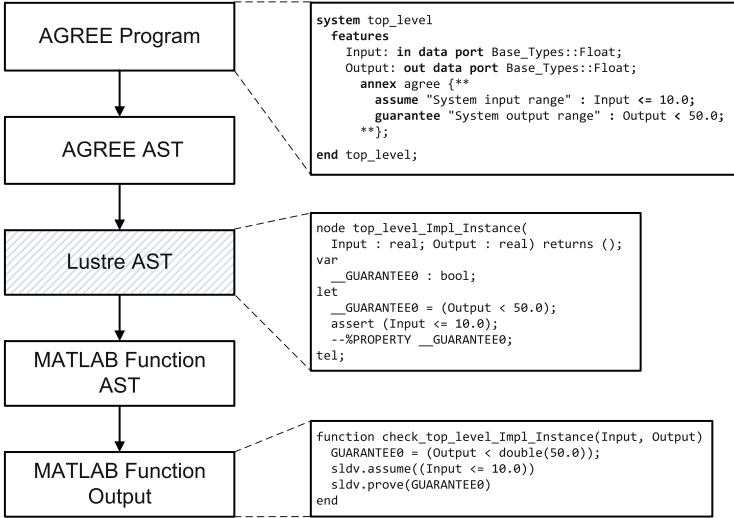 AGREE Program
AGREE AST
Lustre AST
MATLAB Function
AST
MATLAB Function
Output
system top_level
features
Input: in data port Base_Types::Float;
Output: out data port Base_Types::Float;
annex agree {**
assume "System input range" : Input <= 10.0;
guarantee "System output range" : Output < 50.0;
**};
end top_level;
node top_level_Impl_Instance(
Input : real; Output : real) returns ();
var
__GUARANTEE0 : bool;
let
__GUARANTEE0 = (Output < 50.0);
assert (Input <= 10.0);
--%PROPERTY __GUARANTEE0;
tel;
function check_top_level_Impl_Instance(Input, Output)
GUARANTEE0 = (Output < double(50.0));
sldv.assume((Input <= 10.0))
sldv.prove(GUARANTEE0)
end